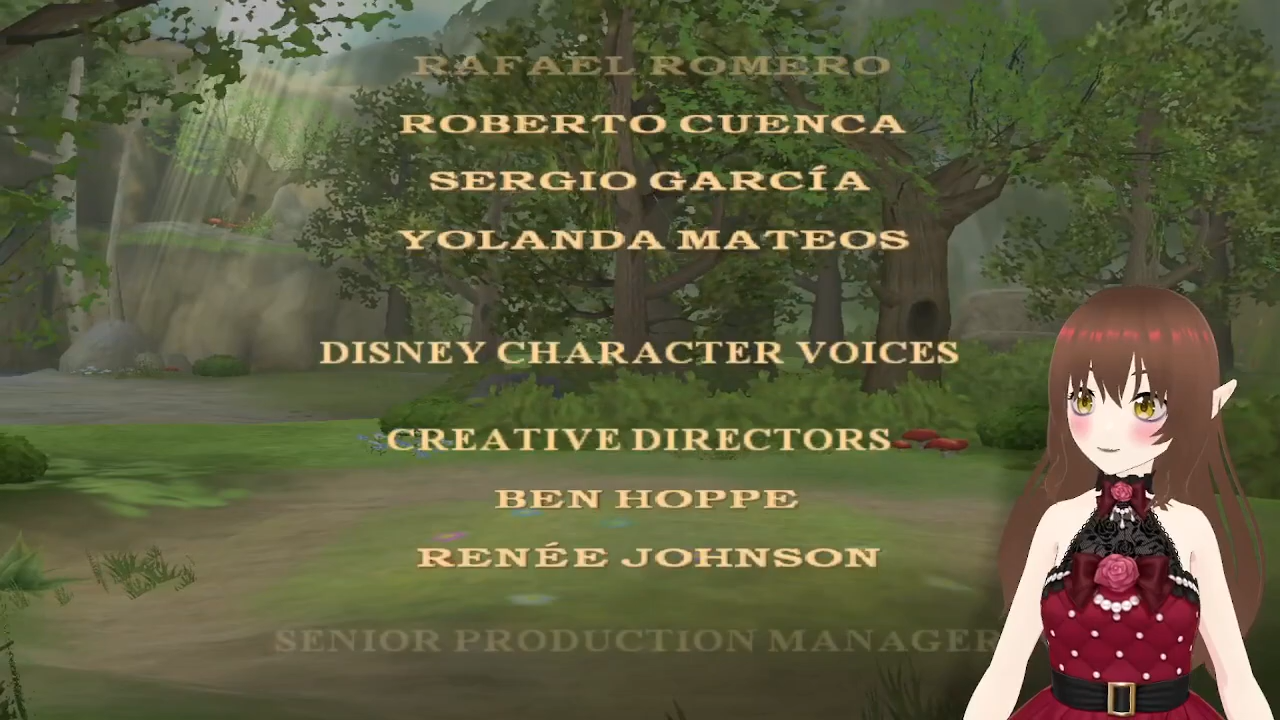 RAFAEL ROMERO
ROBERTO CUENCA
SERGIO GARCÍA
YOLANDA MATEOS
DISNEY CHARACTER VOICES
CREATIVE DIRECTORS
BEN HOPPE
RENÉE JOHNSON
SENIOR PRODUCTION MANAGER